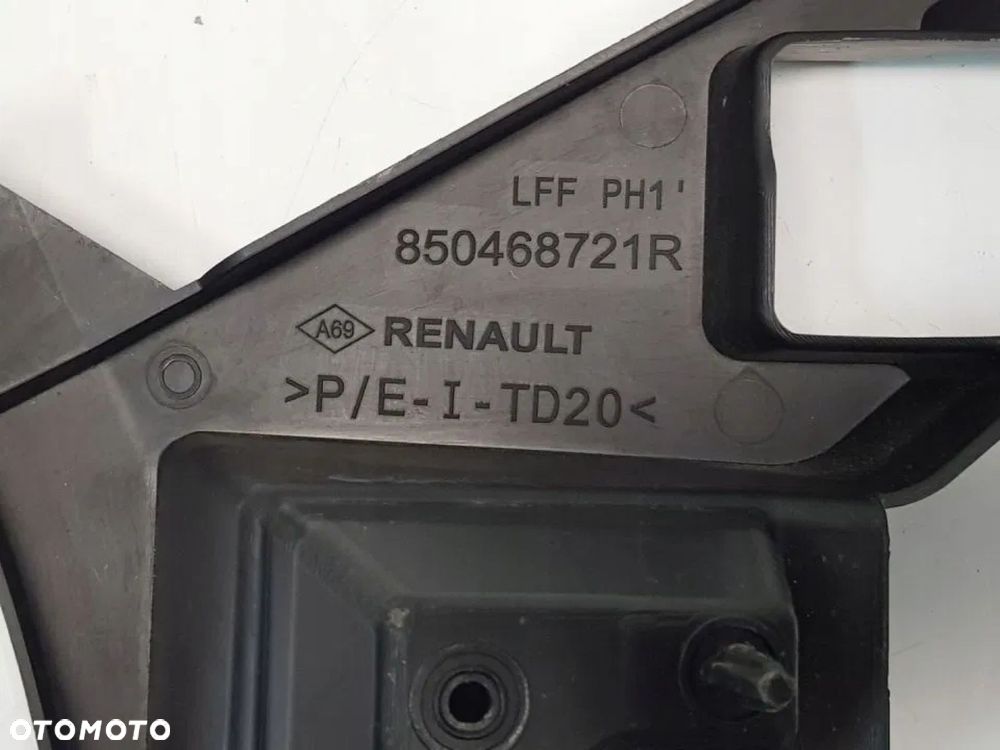 LFF PH1'
850468721R
A69 RENAULT
>P/E-I-TD20<
OTOMOTO